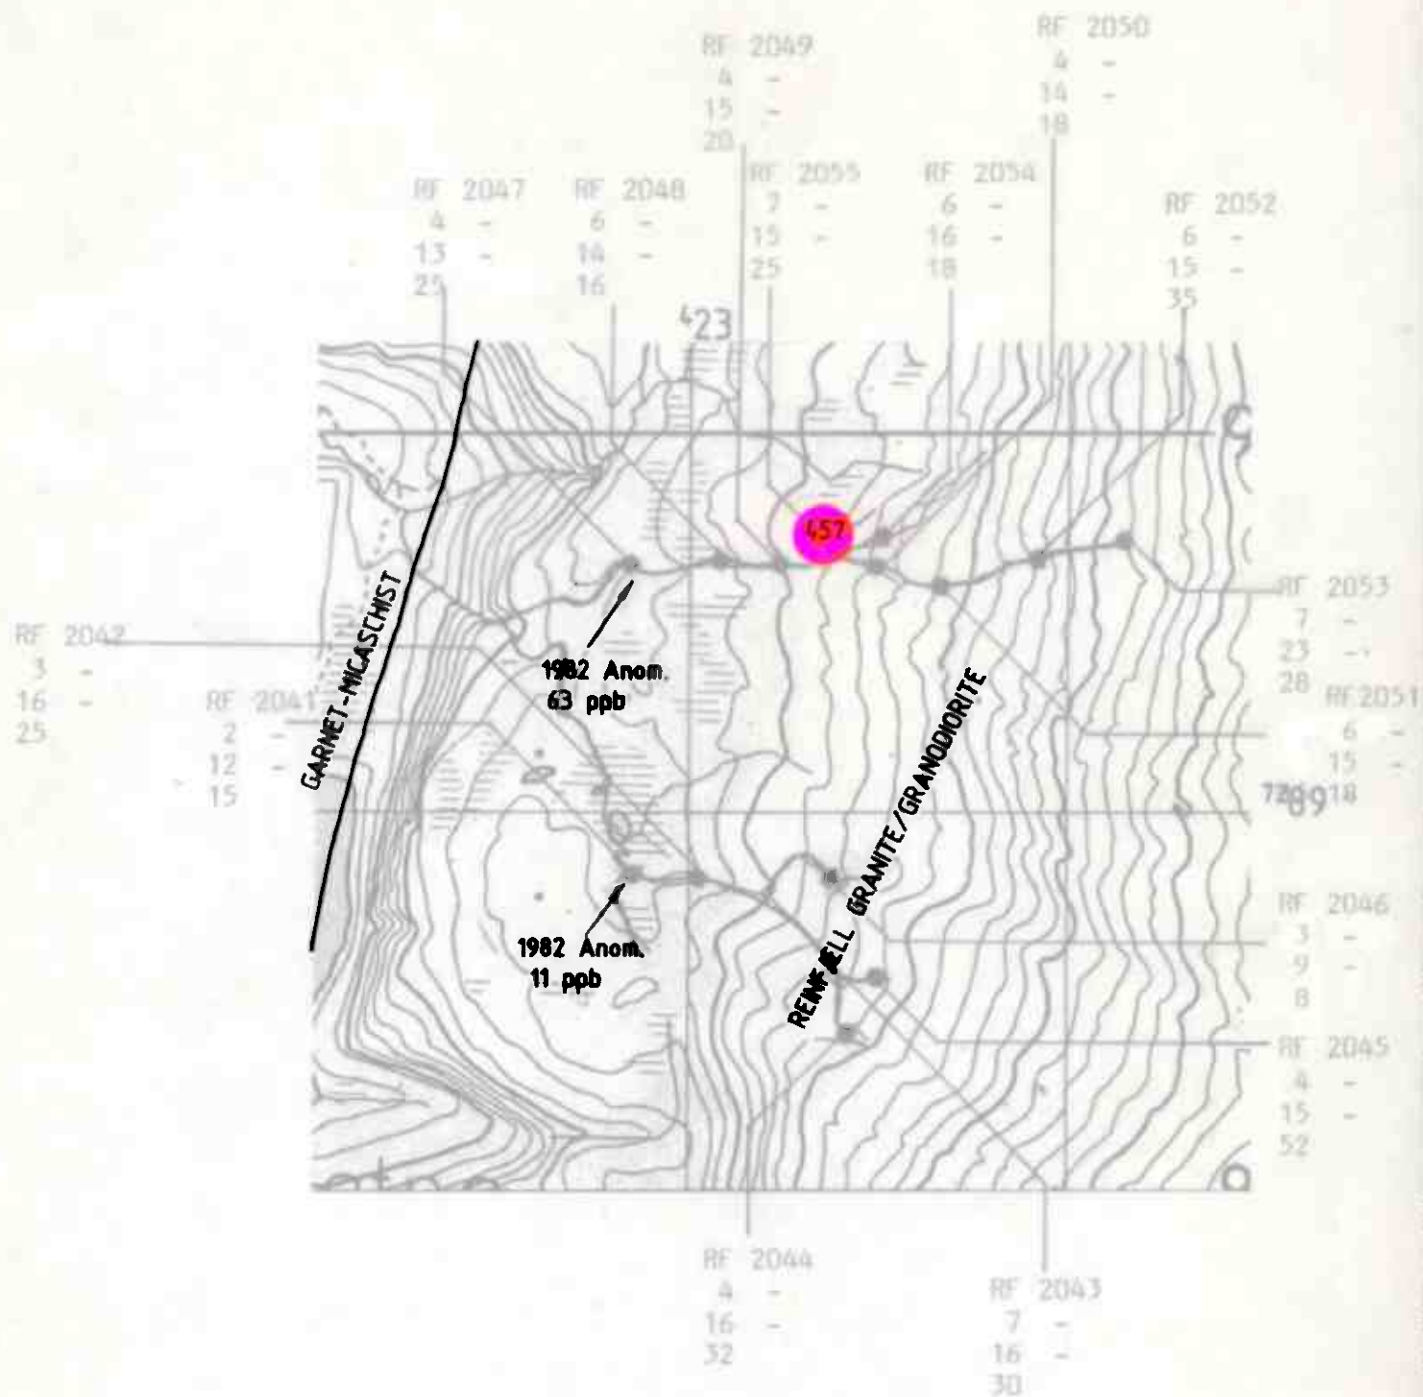 RF 2050
4 -
14 -
18
RF 2049
4 -
15 -
20
RF 2055
7 -
15 -
25
RF 2054
6 -
16 -
18
RF 2047
4 -
13 -
25
RF 2048
6 -
14 -
16
RF 2052
6 -
15 -
35
423
457
RF 2053
7 -
23 -
28
RF 2042
3 -
16 -
25
GARNET-MICASCHIST
1982 Anom.
63 ppb
RF 2041
2 -
12 -
15
RF 2051
6 -
15 -
18
REINFJELL GRANITE/GRANODIORITE
RF 2046
3 -
9 -
8
1982 Anom.
11 ppb
RF 2045
4 -
15 -
52
RF 2044
4 -
16 -
32
RF 2043
7 -
16 -
30